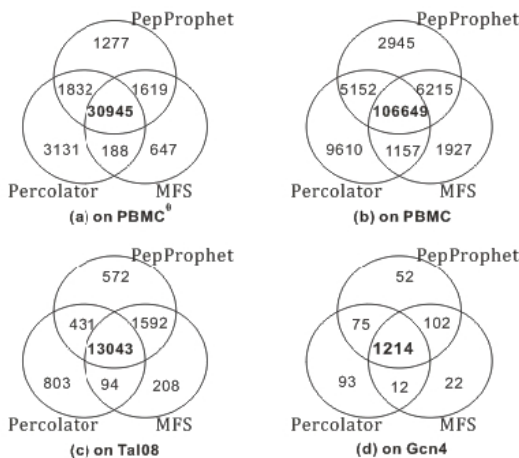 PepProphet PepProphet
1277 2945
1832 1619 5152 6215
30945 106649
3131 188 647 9610 1157 1927
Percolator MFS Percolator MFS
(a) on PBMC⁰ (b) on PBMC
PepProphet PepProphet
572 52
431 1592 75 102
13043 1214
803 94 208 93 12 22
Percolator MFS Percolator MFS
(c) on Tal08 (d) on Gcn4